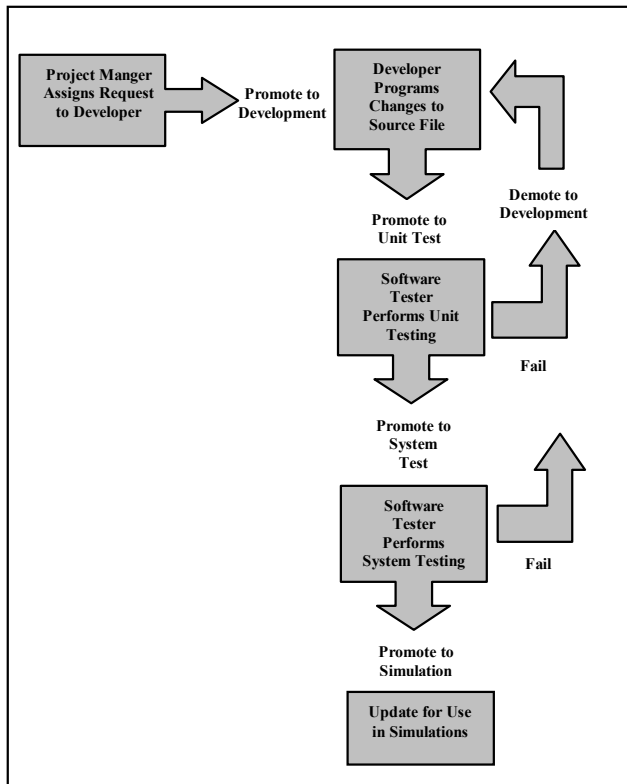 Project Manger
Assigns Request
to Developer
Promote to
Development
Developer
Programs
Changes to
Source File
Demote to
Development
Promote to
Unit Test
Software
Tester
Performs Unit
Testing
Fail
Promote to
System
Test
Software
Tester
Performs
System Testing
Fail
Promote to
Simulation
Update for Use
in Simulations